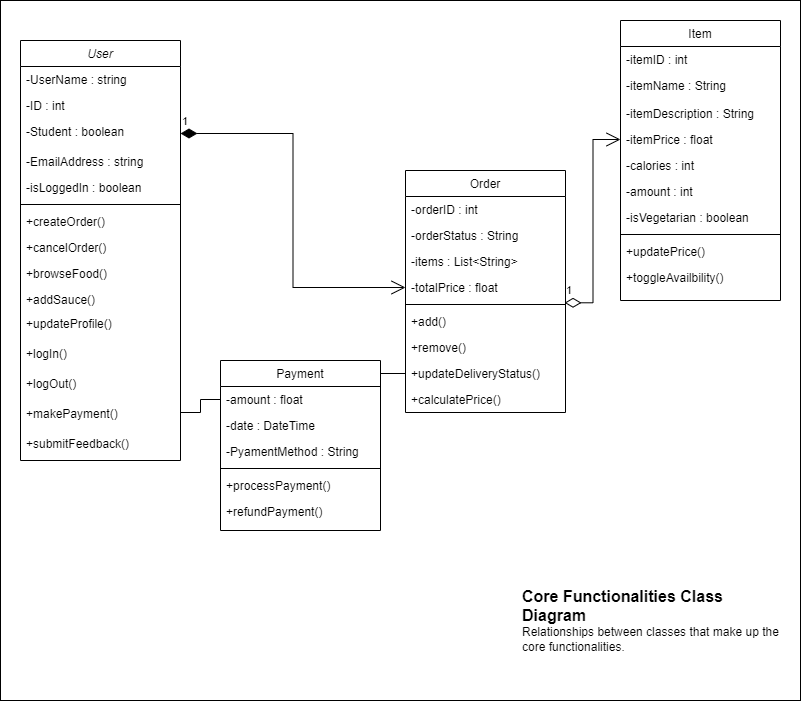 User
-UserName : string
-ID : int
-Student : boolean
-EmailAddress : string
-isLoggedIn : boolean
+createOrder()
+cancelOrder()
+browseFood()
+addSauce()
+updateProfile()
+logIn()
+logOut()
+makePayment()
+submitFeedback()
1
Payment
-amount : float
-date : DateTime
-PyamentMethod : String
+processPayment()
+refundPayment()
Order
-orderID : int
-orderStatus : String
-items : List<String>
-totalPrice : float
+add()
+remove()
+updateDeliveryStatus()
+calculatePrice()
1
Item
-itemID : int
-itemName : String
-itemDescription : String
-itemPrice : float
-calories : int
-amount : int
-isVegetarian : boolean
+updatePrice()
+toggleAvailbility()
Core Functionalities Class
Diagram
Relationships between classes that make up the
core functionalities.